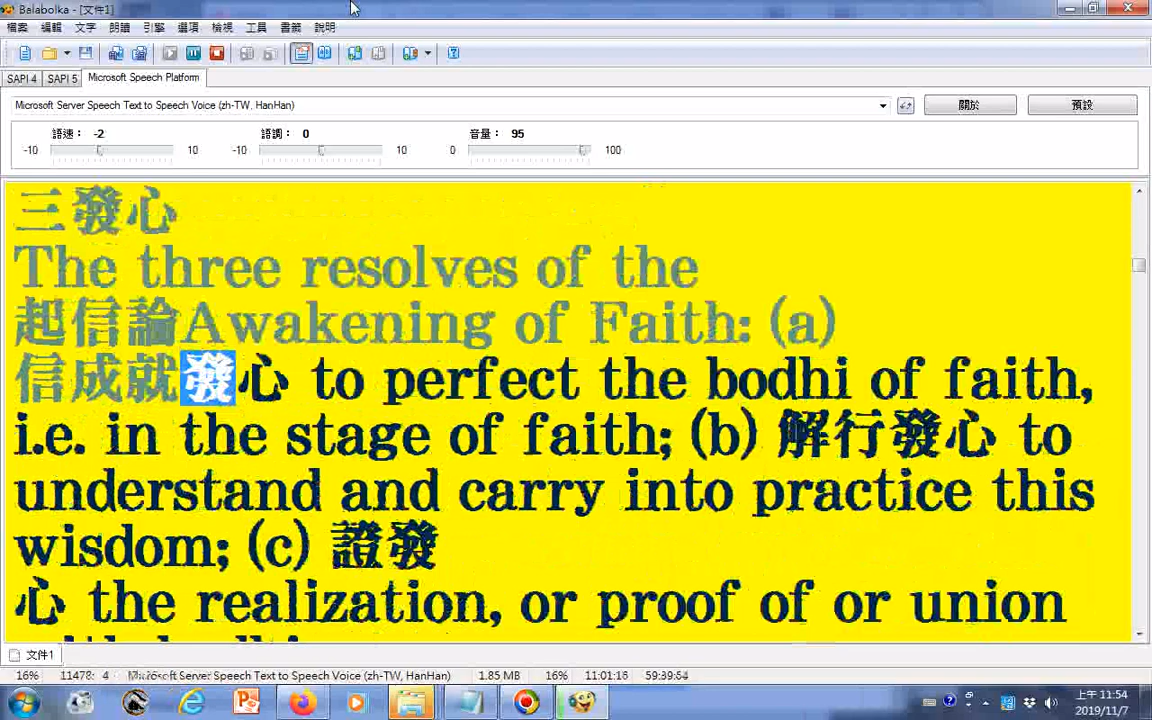 Balabolka - [文件1]
檔案 編輯 文字 朗讀 引擎 選項 檢視 工具 書籤 說明
SAPI 4 SAPI 5 Microsoft Speech Platform
Microsoft Server Speech Text to Speech Voice (zh-TW, HanHan) 關於 預設
語速： -2 語調： 0 音量： 95
-10 10 -10 10 0 100
三發心
The three resolves of the
起信論Awakening of Faith: (a)
信成就發心 to perfect the bodhi of faith,
i.e. in the stage of faith; (b) 解行發心 to
understand and carry into practice this
wisdom; (c) 證發
心 the realization, or proof of or union
文件1
16% 11478: 4 Microsoft Server Speech Text to Speech Voice (zh-TW, HanHan) 1.85 MB 16% 11:01:16 59:39:54
上午 11:54
2019/11/7